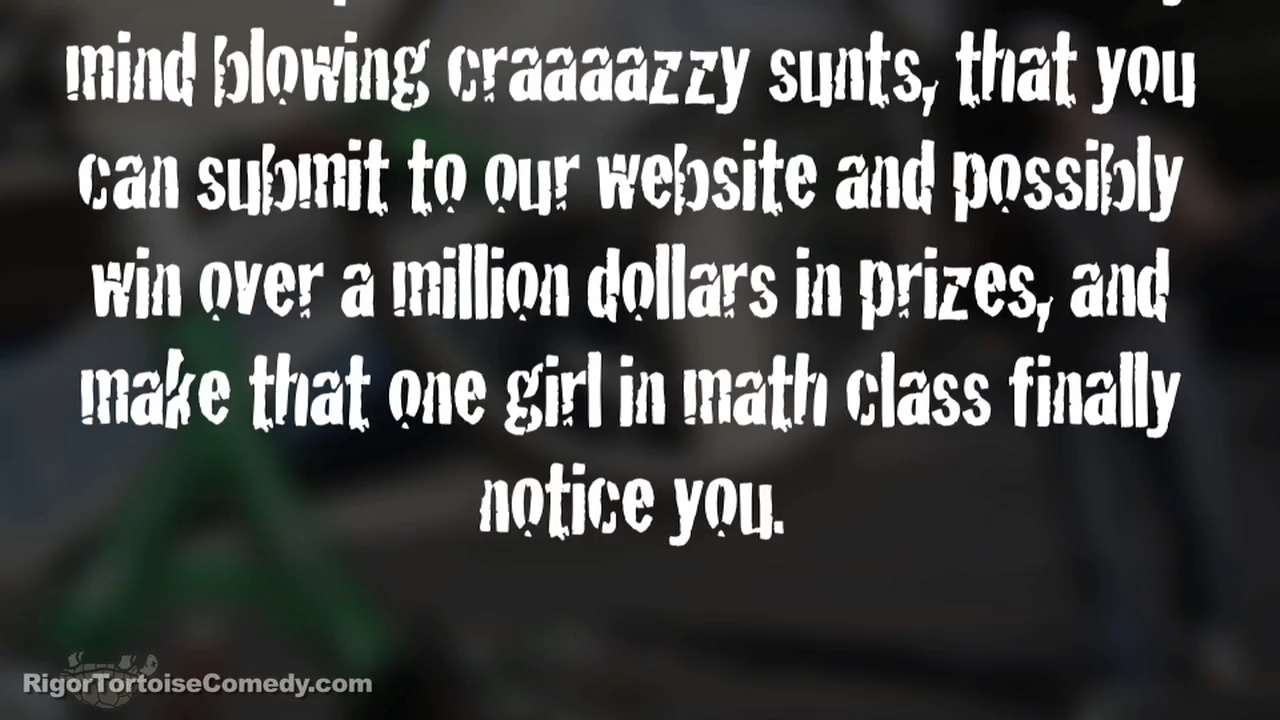 mind blowing craaaazzy sunts, that you
can submit to our website and possibly
win over a million dollars in prizes, and
make that one girl in math class finally
notice you.
RigorTortoiseComedy.com